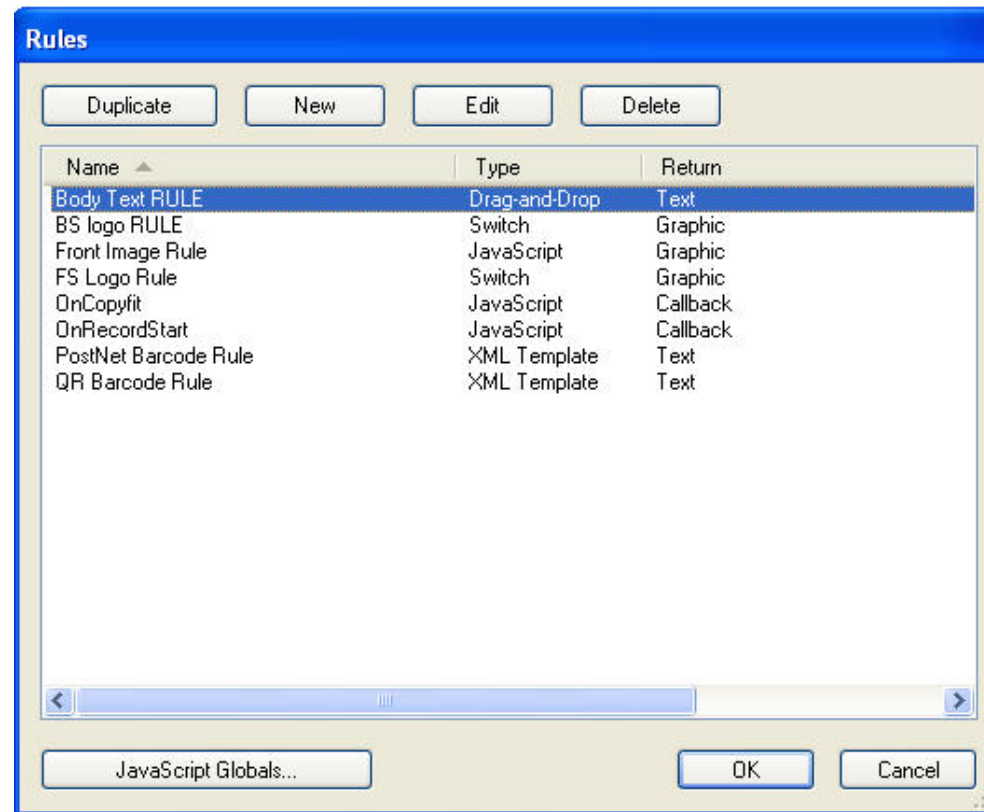 Rules
Duplicate New Edit Delete
Name Type Return
Body Text RULE Drag-and-Drop Text
BS logo RULE Switch Graphic
Front Image Rule JavaScript Graphic
FS Logo Rule Switch Graphic
OnCopyfit JavaScript Callback
OnRecordStart JavaScript Callback
PostNet Barcode Rule XML Template Text
QR Barcode Rule XML Template Text
JavaScript Globals... OK Cancel